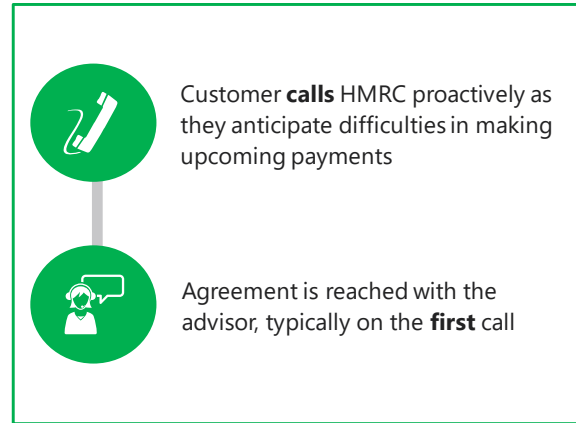 Customer calls HMRC proactively as
they anticipate difficulties in making
upcoming payments
Agreement is reached with the
advisor, typically on the first call